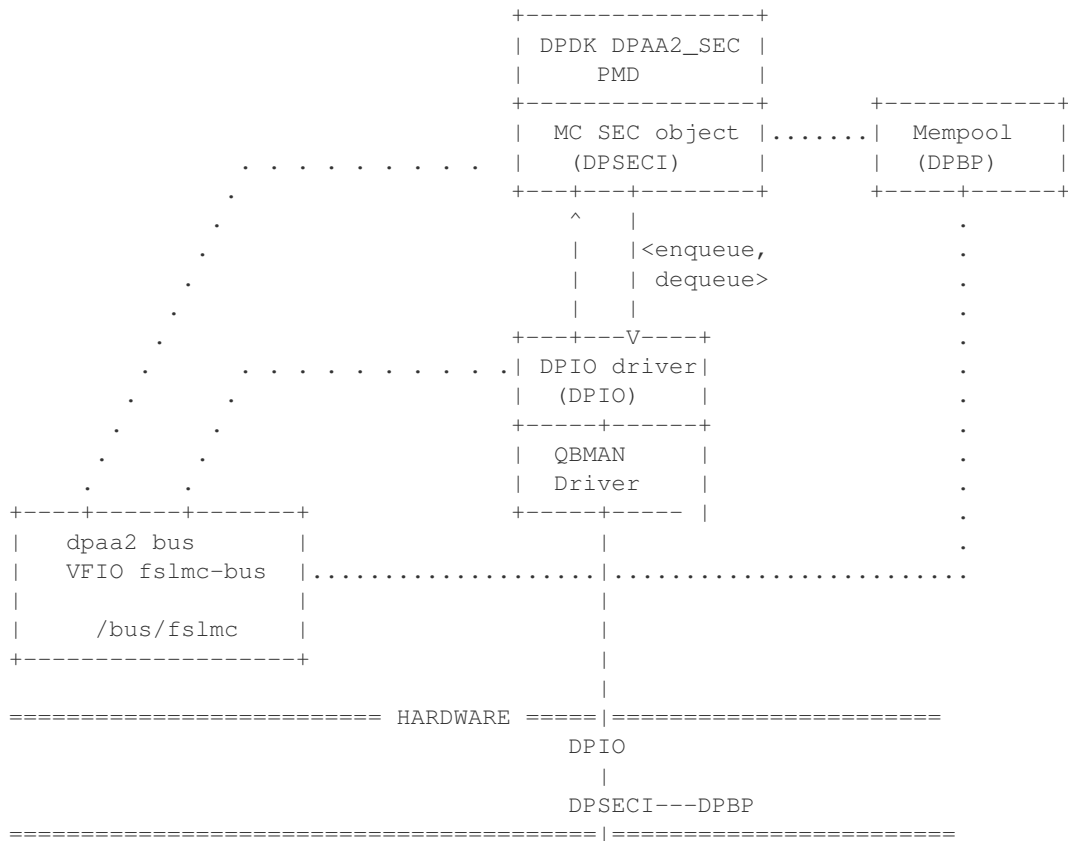 DPDK DPAA2_SEC
PMD
MC SEC object
(DPSECI)
Mempool
(DPBP)
<enqueue,
dequeue>
DPIO driver
(DPIO)
QBMAN
Driver
dpaa2 bus
VFIO fslmc-bus
/bus/fslmc
HARDWARE
DPIO
DPSECI---DPBP